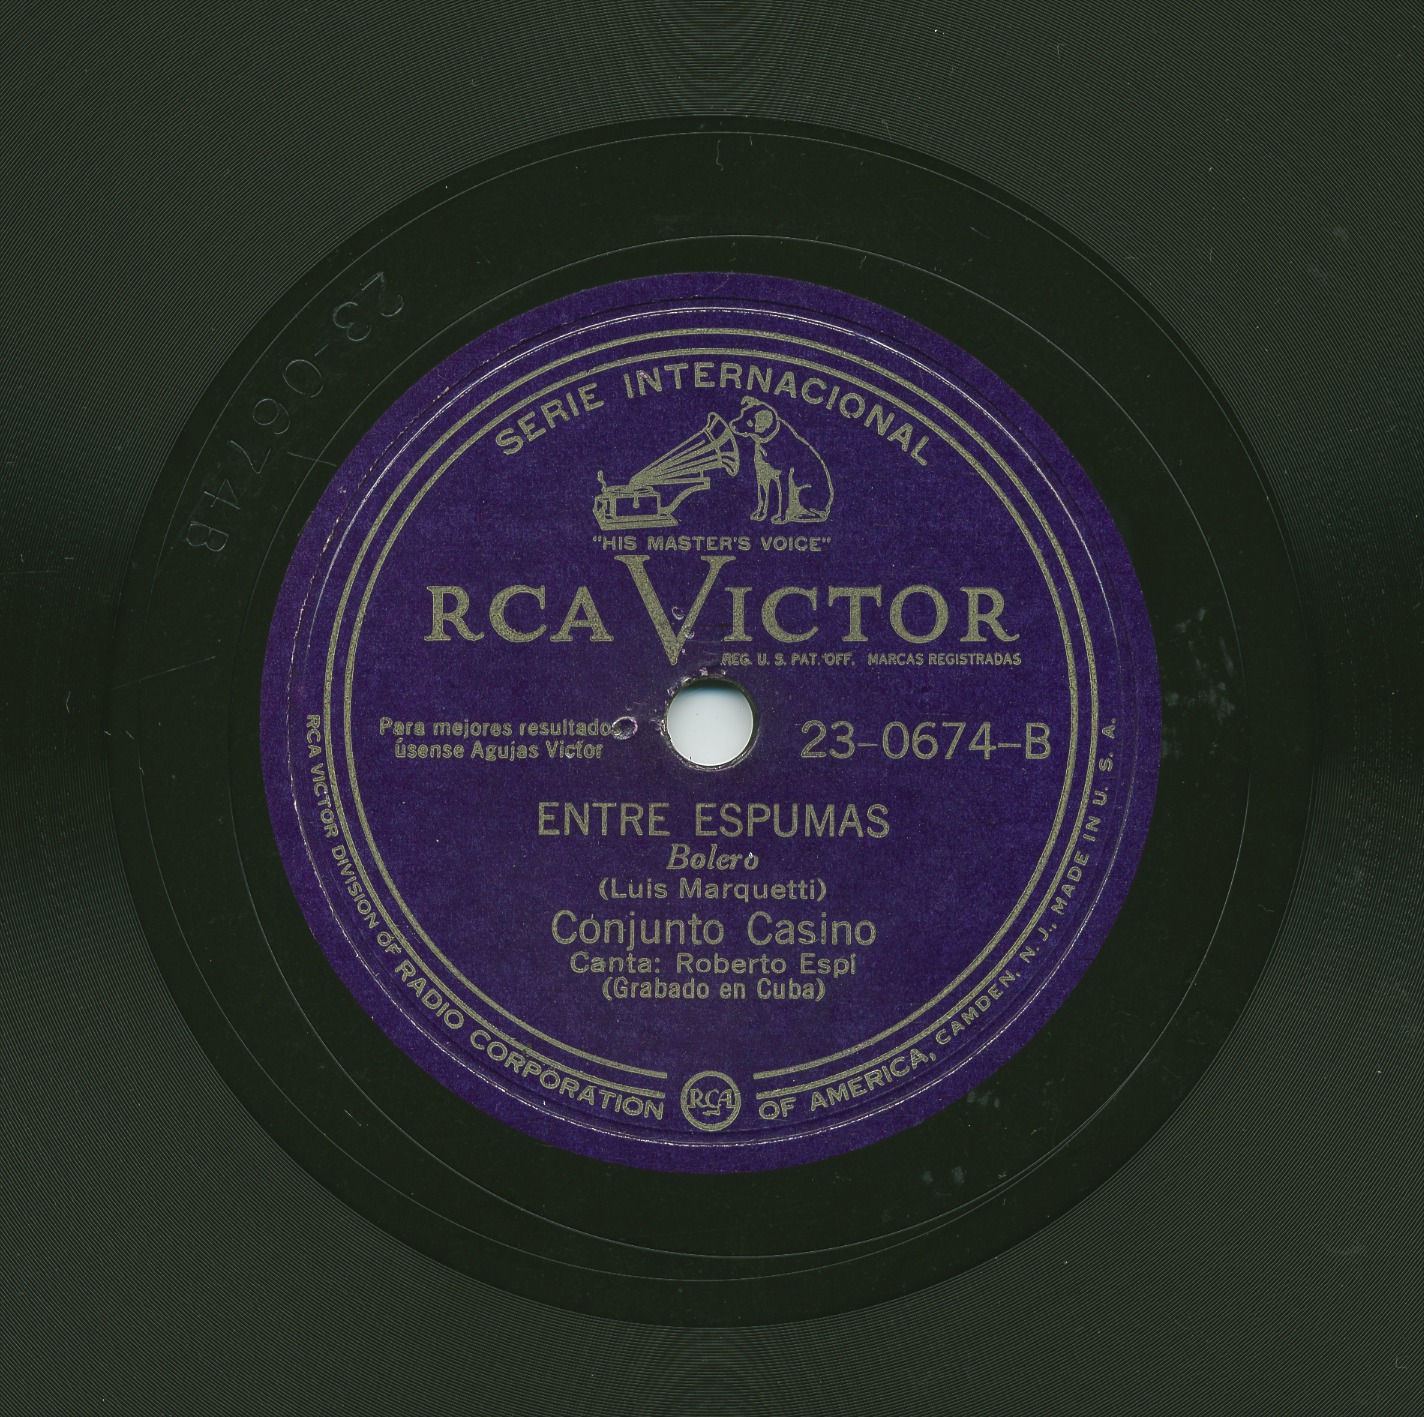 23-0674B
SERIE INTERNACIONAL
"HIS MASTER'S VOICE"
RCA VICTOR
REG. U. S. PAT. OFF. MARCAS REGISTRADAS
Para mejores resultados
úsense Agujas Victor
23-0674-B
ENTRE ESPUMAS
Bolero
(Luis Marquetti)
Conjunto Casino
Canta: Roberto Espí
(Grabado en Cuba)
RCA VICTOR DIVISION OF RADIO CORPORATION OF AMERICA, CAMDEN, N. J., MADE IN U. S. A.
RCA